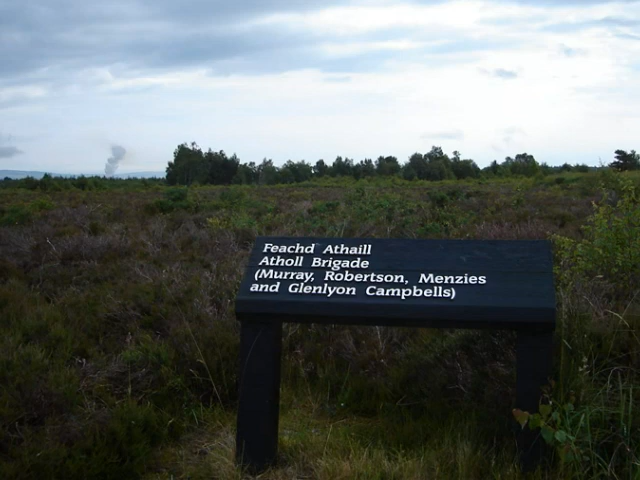 Feachd Athaill
Atholl Brigade
(Murray, Robertson, Menzies
and Glenlyon Campbells)